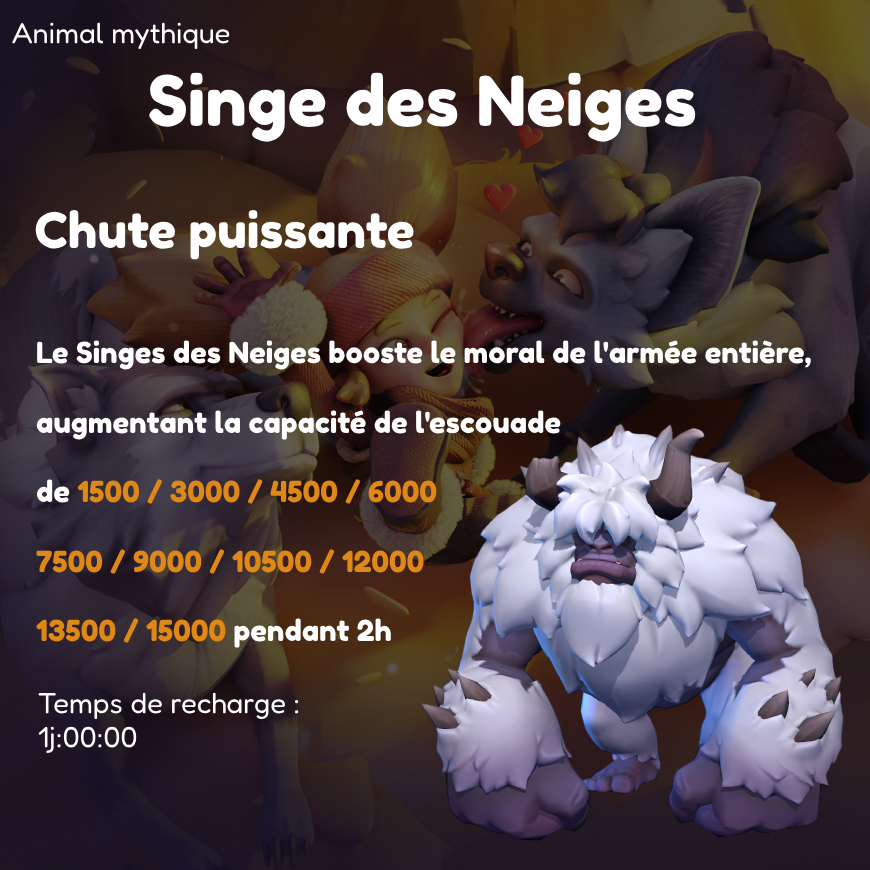 Animal mythique
Singe des Neiges
Chute puissante
Le Singes des Neiges booste le moral de l'armée entière,
augmentant la capacité de l'escouade
de 1500 / 3000 / 4500 / 6000
7500 / 9000 / 10500 / 12000
13500 / 15000 pendant 2h
Temps de recharge :
1j:00:00